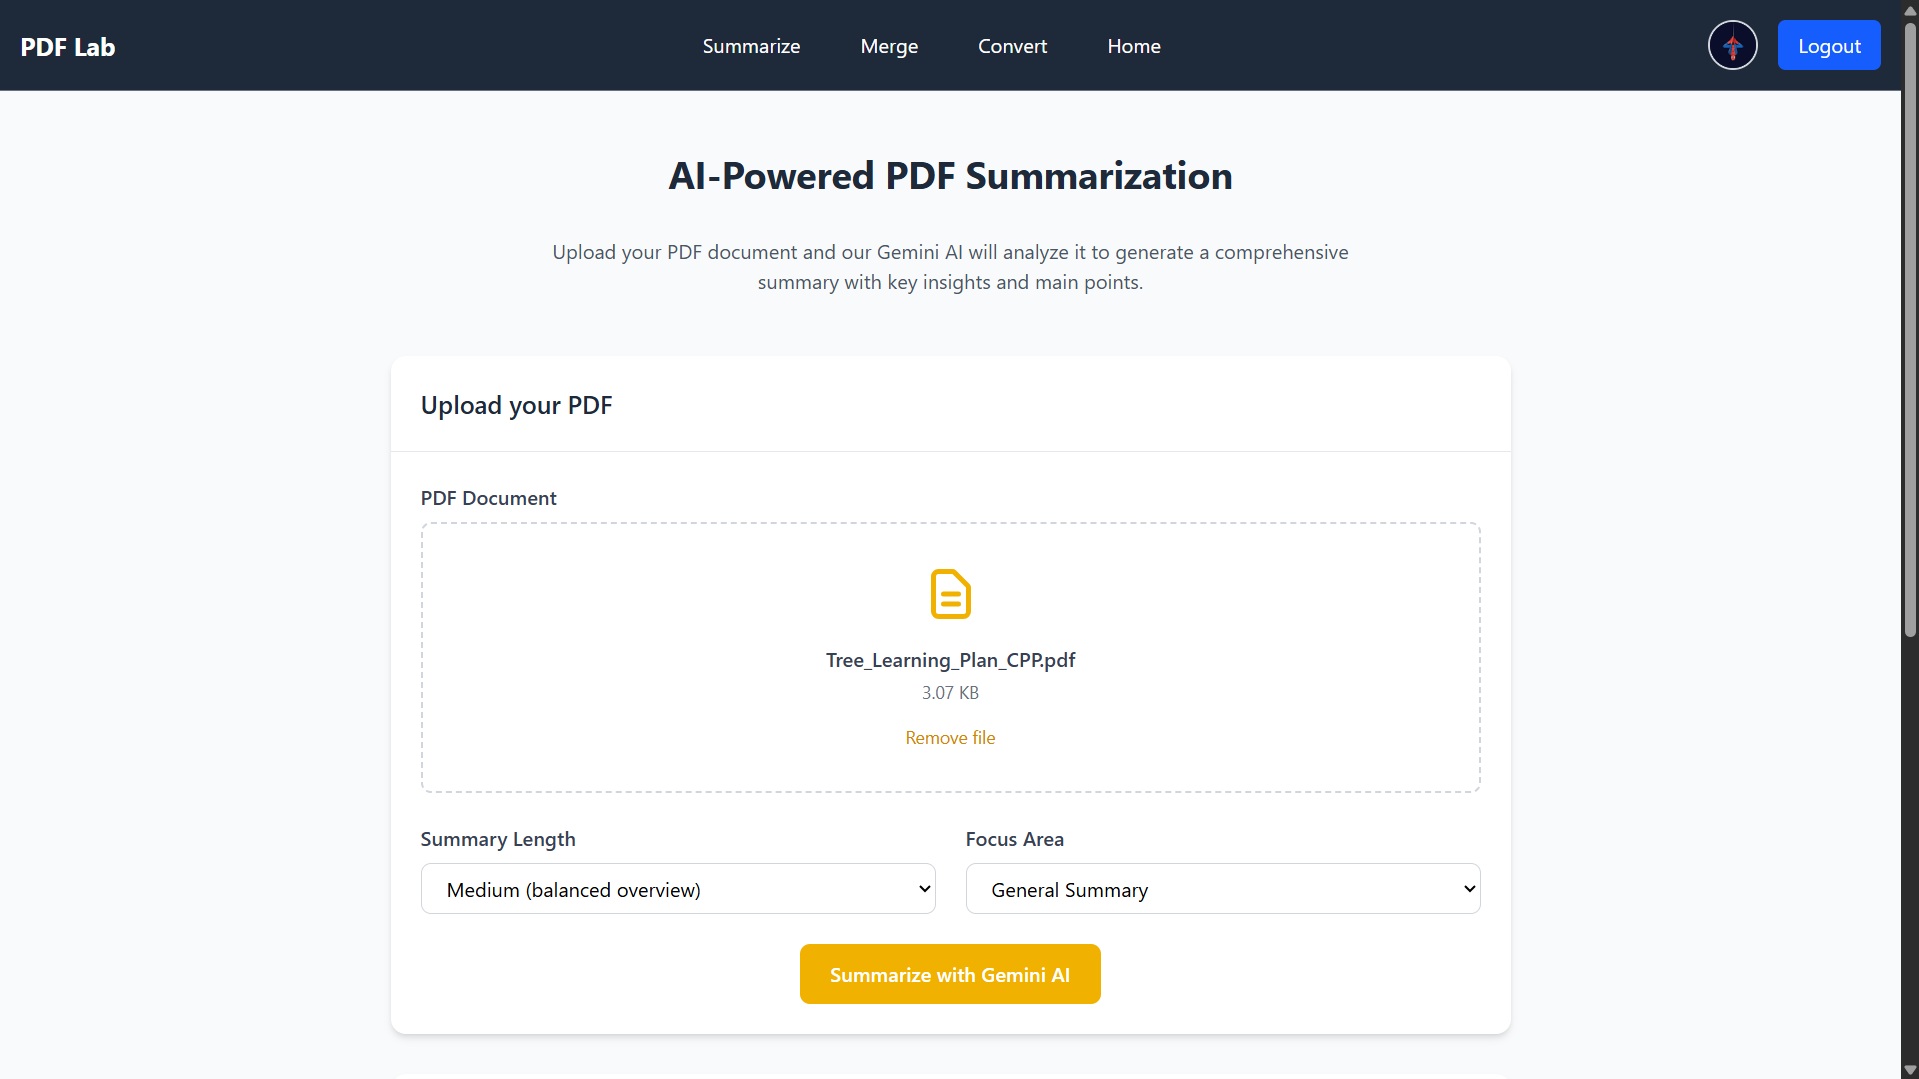 PDF Lab
Summarize
Merge
Convert
Home
Logout
AI-Powered PDF Summarization
Upload your PDF document and our Gemini AI will analyze it to generate a comprehensive
summary with key insights and main points.
Upload your PDF
PDF Document
Tree_Learning_Plan_CPP.pdf
3.07 KB
Remove file
Summary Length
Focus Area
Medium (balanced overview)
General Summary
Summarize with Gemini AI